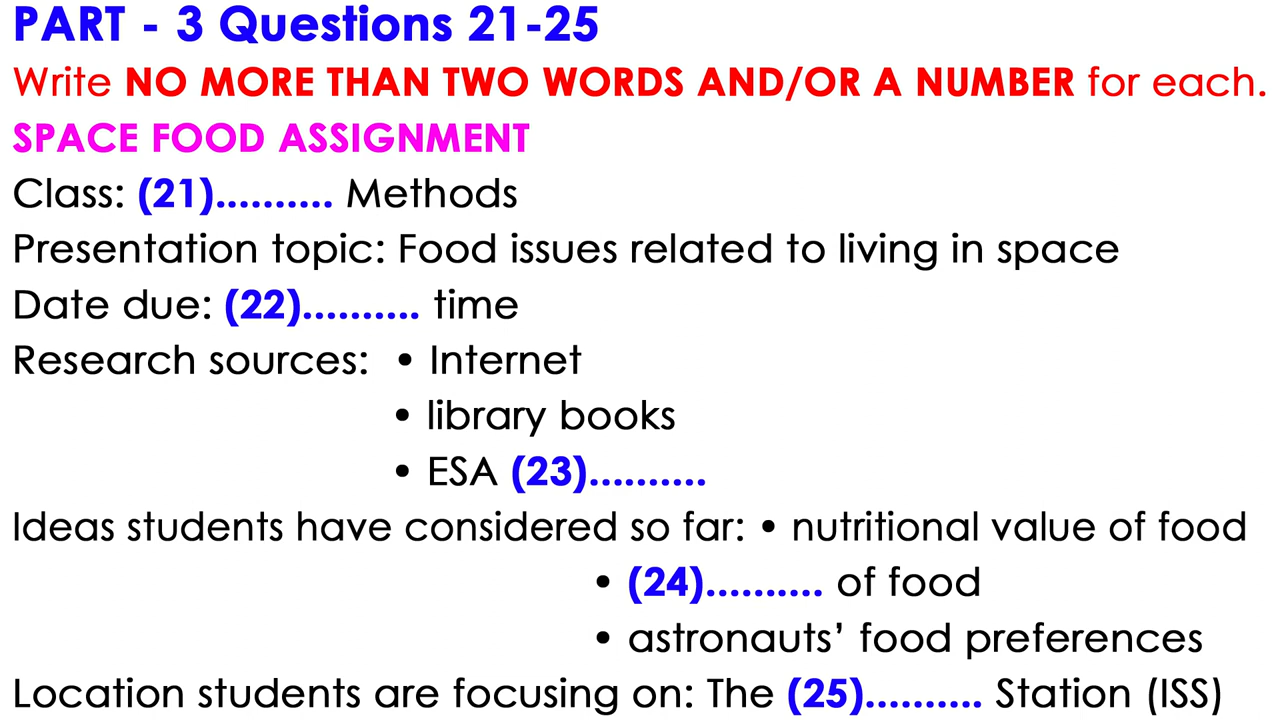 PART - 3 Questions 21-25
Write NO MORE THAN TWO WORDS AND/OR A NUMBER for each.
SPACE FOOD ASSIGNMENT
Class: (21).......... Methods
Presentation topic: Food issues related to living in space
Date due: (22).......... time
Research sources: • Internet
• library books
• ESA (23)..........
Ideas students have considered so far: • nutritional value of food
• (24).......... of food
• astronauts’ food preferences
Location students are focusing on: The (25).......... Station (ISS)